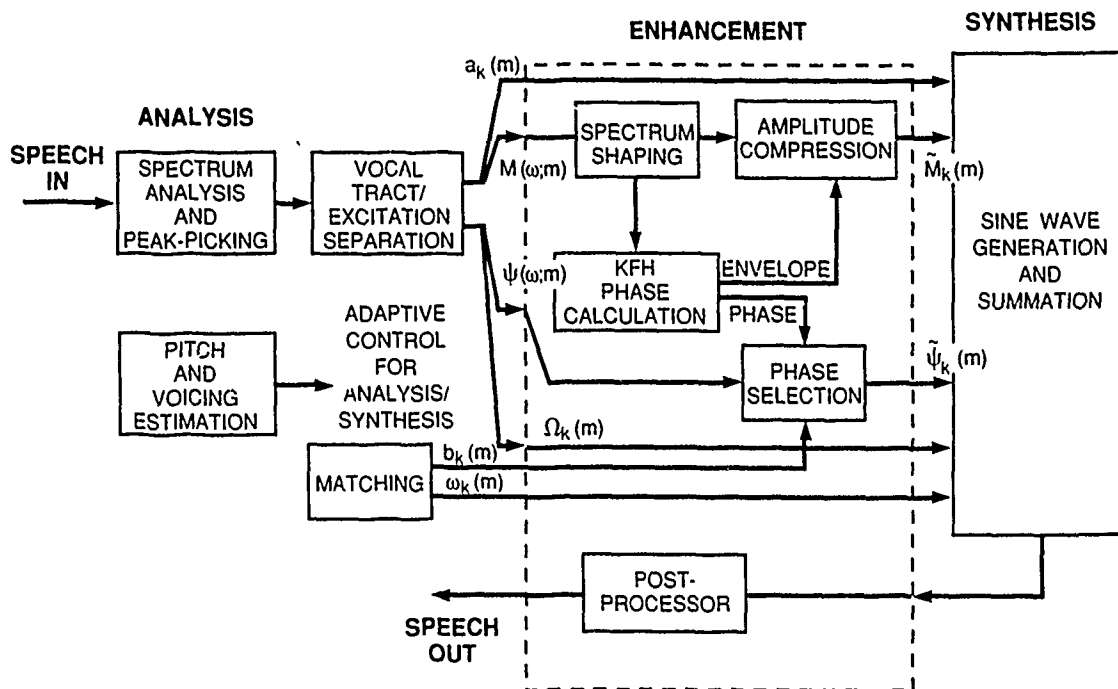 SYNTHESIS
ENHANCEMENT
a_k(m)
ANALYSIS
SPEECH
IN
SPECTRUM
ANALYSIS
AND
PEAK-PICKING
VOCAL
TRACT/
EXCITATION
SEPARATION
M(ω;m)
SPECTRUM
SHAPING
AMPLITUDE
COMPRESSION
M̃_k(m)
SINE WAVE
GENERATION
AND
SUMMATION
ψ(ω;m)
KFH
PHASE
CALCULATION
ENVELOPE
PHASE
PITCH
AND
VOICING
ESTIMATION
ADAPTIVE
CONTROL
FOR
ANALYSIS/
SYNTHESIS
PHASE
SELECTION
ψ̃_k(m)
Ω_k(m)
MATCHING
b_k(m)
ω_k(m)
POST-
PROCESSOR
SPEECH
OUT